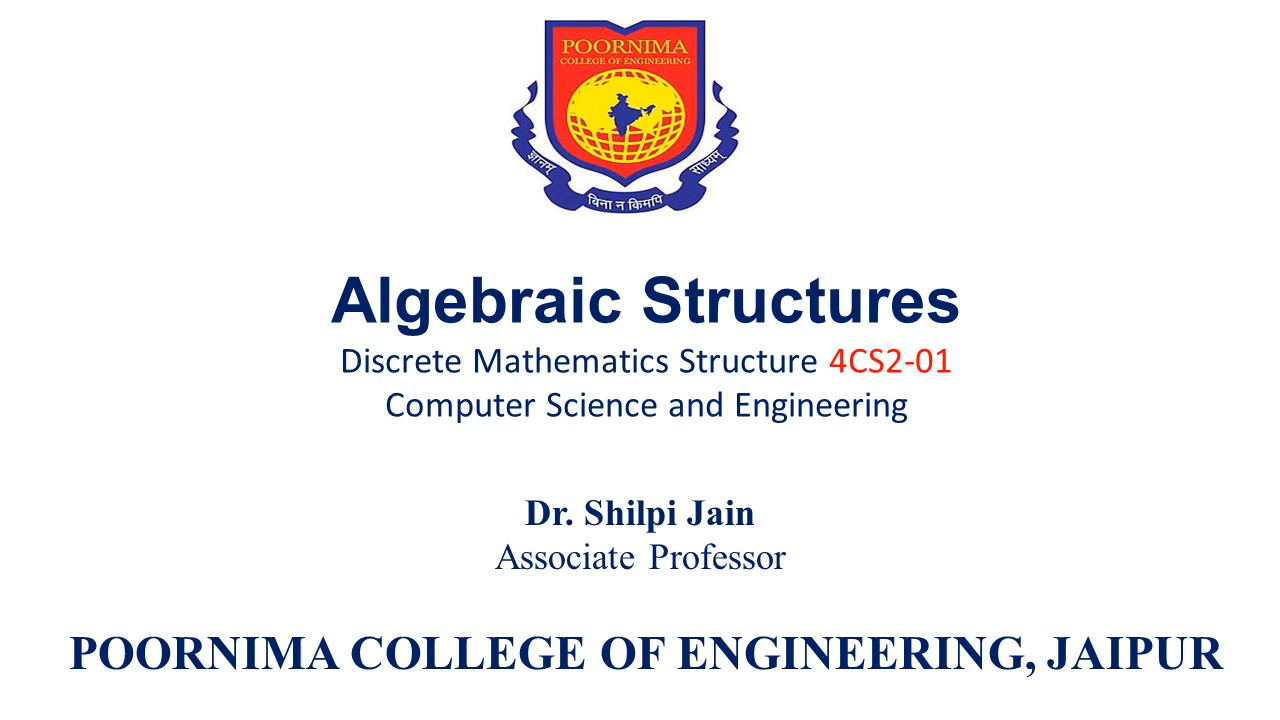 POORNIMA
COLLEGE OF ENGINEERING
ज्ञानम्
विना न किमपि
साध्यम्
Algebraic Structures
Discrete Mathematics Structure 4CS2-01
Computer Science and Engineering
Dr. Shilpi Jain
Associate Professor
POORNIMA COLLEGE OF ENGINEERING, JAIPUR